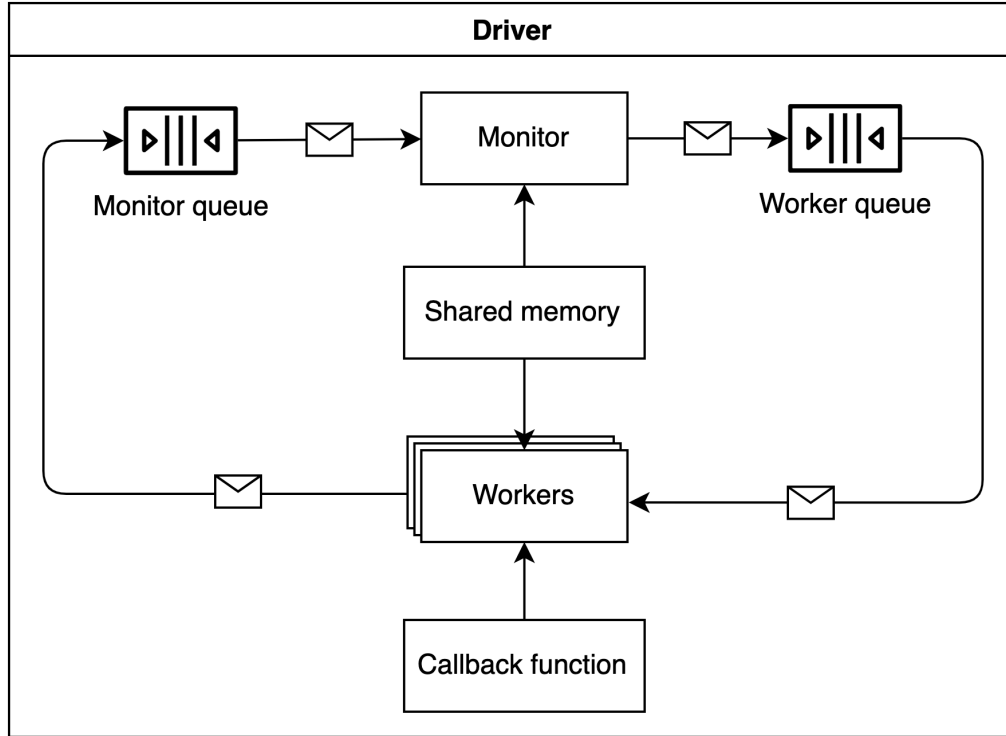 Driver
Monitor
Monitor queue
Worker queue
Shared memory
Workers
Callback function